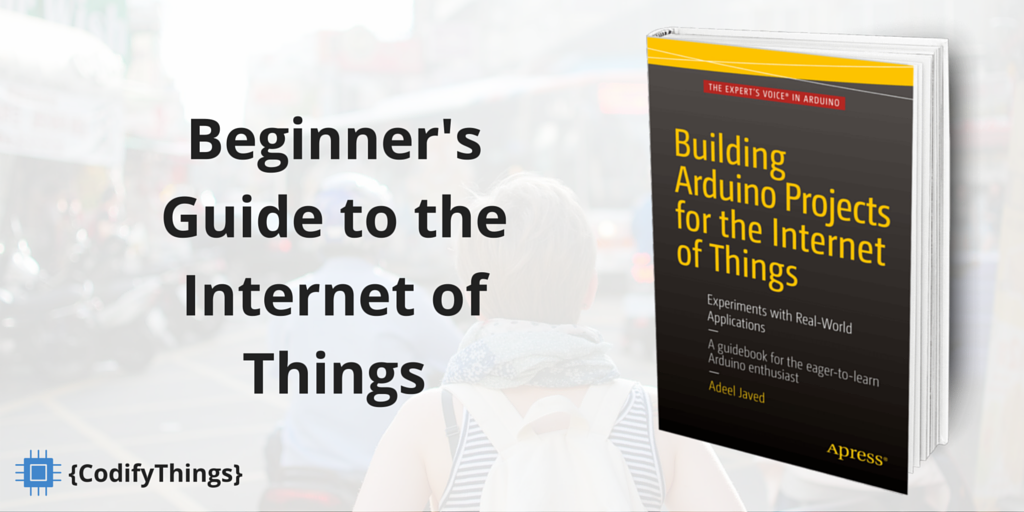 Beginner's
Guide to the
Internet of
Things
{CodifyThings}
THE EXPERT'S VOICE® IN ARDUINO
Building
Arduino Projects
for the Internet
of Things
Experiments with Real-World
Applications
—
A guidebook for the eager-to-learn
Arduino enthusiast
—
Adeel Javed
Apress®